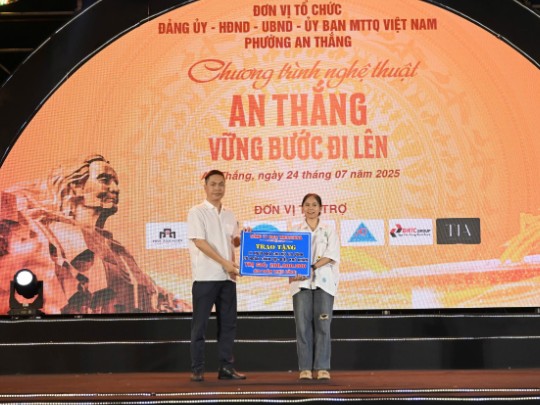 ĐƠN VỊ TỔ CHỨC
ĐẢNG ỦY - HĐND - UBND - ỦY BAN MTTQ VIỆT NAM
PHƯỜNG AN THẮNG
Chương trình nghệ thuật
AN THẮNG
VỮNG BƯỚC ĐI LÊN
Thắng, ngày 24 tháng 07 năm 2025
ĐƠN VỊ TRỢ
GROUP
TIA
TRAO TẶNG